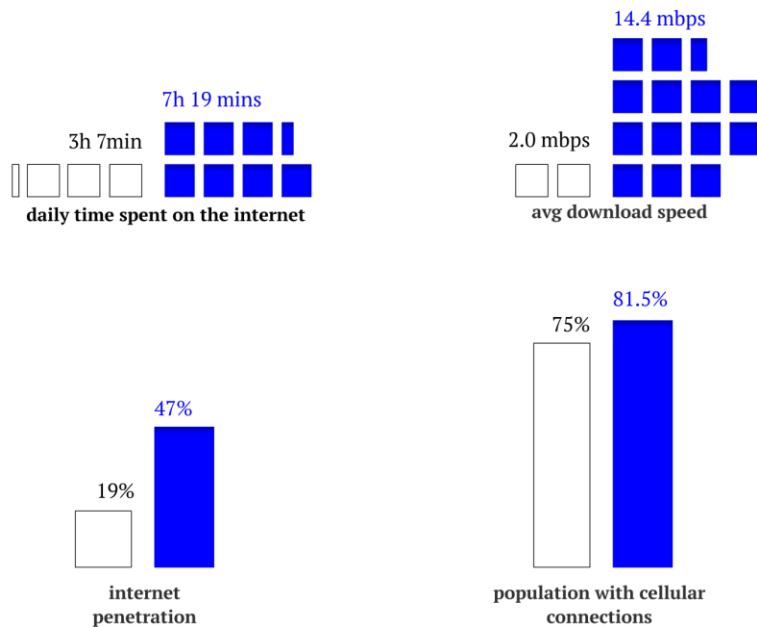 14.4 mbps
7h 19 mins
3h 7min
2.0 mbps
daily time spent on the internet
avg download speed
81.5%
75%
47%
19%
internet
penetration
population with cellular
connections